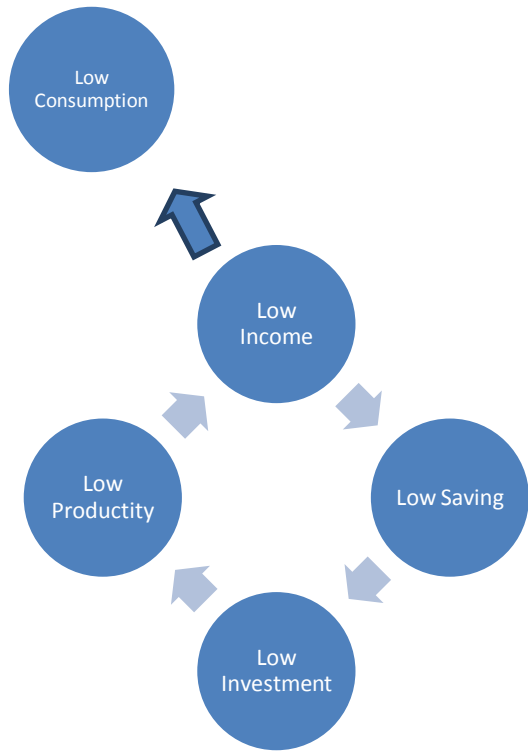 Low
Consumption
Low
Income
Low
Productity
Low Saving
Low
Investment